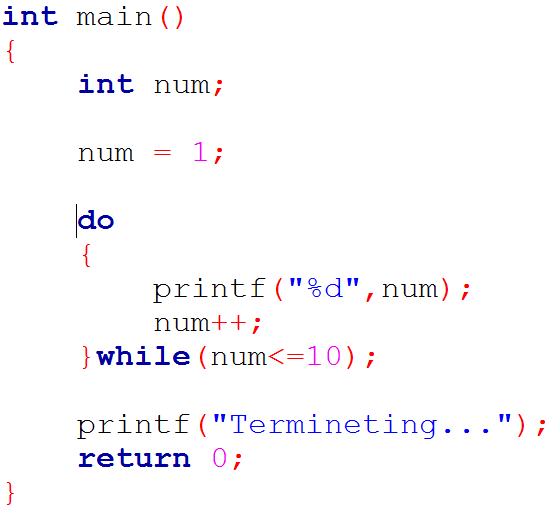 int main()
{
    int num;
    num = 1;
    do
    {
        printf("%d",num);
        num++;
    }while(num<=10);
    printf("Termineting...");
    return 0;
}